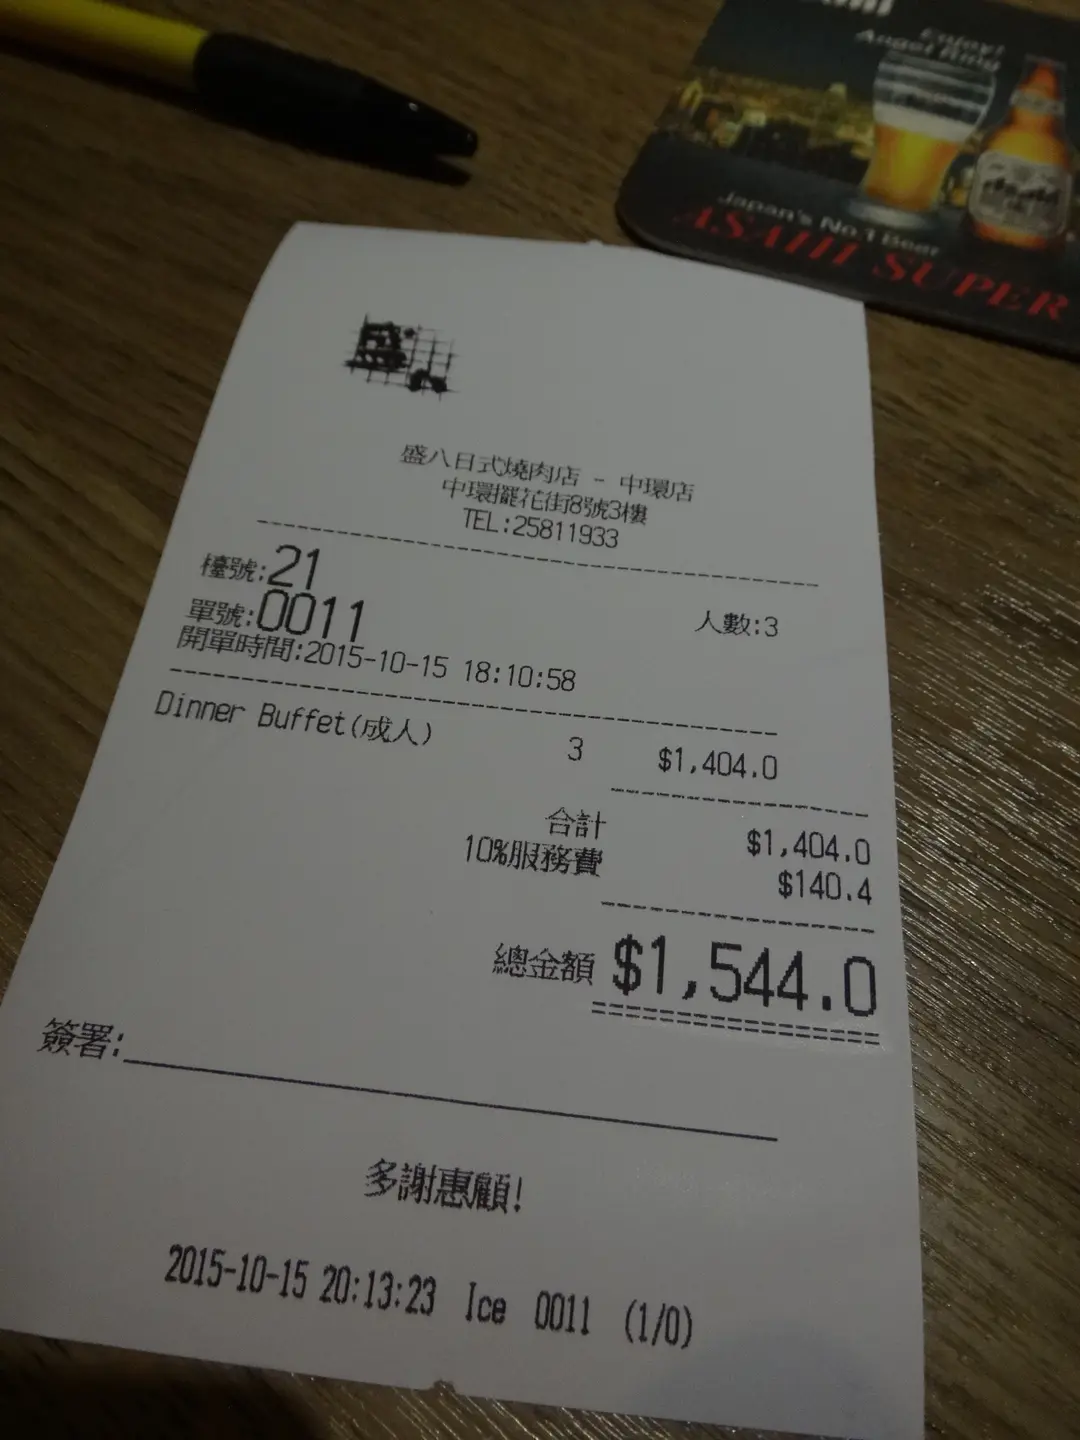 Enjoy!
Angel Ring
Japan's No.1 Beer
ASAHI SUPER
盛八日式燒肉店 - 中環店
中環擺花街8號3樓
TEL:25811933
檯號:21
人數:3
單號:0011
開單時間:2015-10-15 18:10:58
Dinner Buffet(成人) 3 $1,404.0
合計 $1,404.0
10%服務費 $140.4
總金額 $1,544.0
簽署:
多謝惠顧!
2015-10-15 20:13:23 Ice 0011 (1/0)